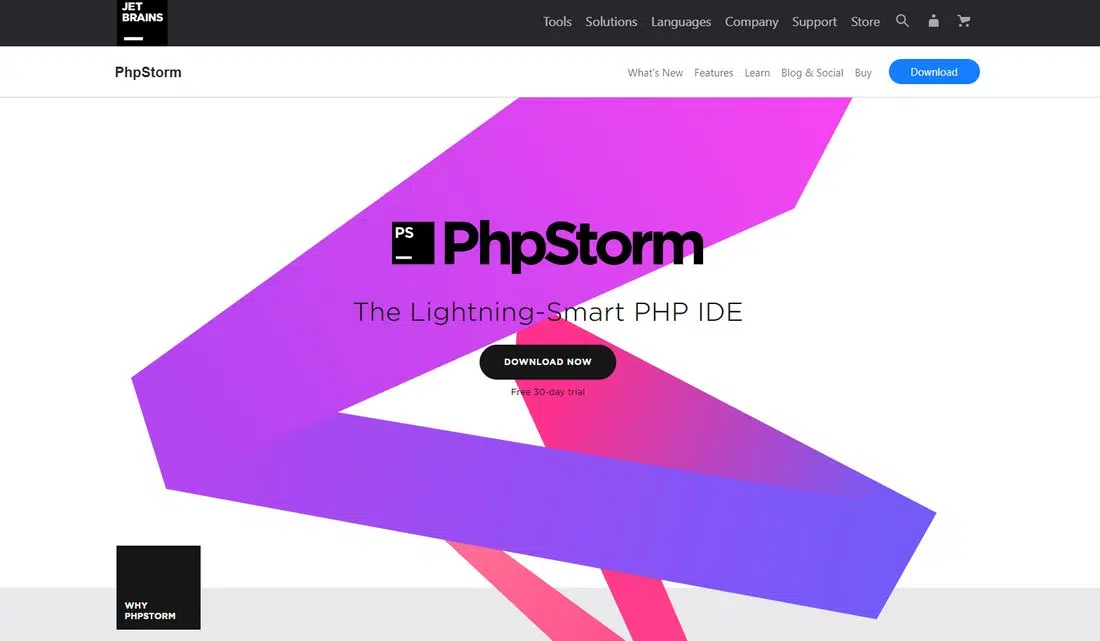 JET
BRAINS
Tools Solutions Languages Company Support Store
PhpStorm
What's New Features Learn Blog & Social Buy Download
PS PhpStorm
The Lightning-Smart PHP IDE
DOWNLOAD NOW
Free 30-day trial
WHY
PHPSTORM